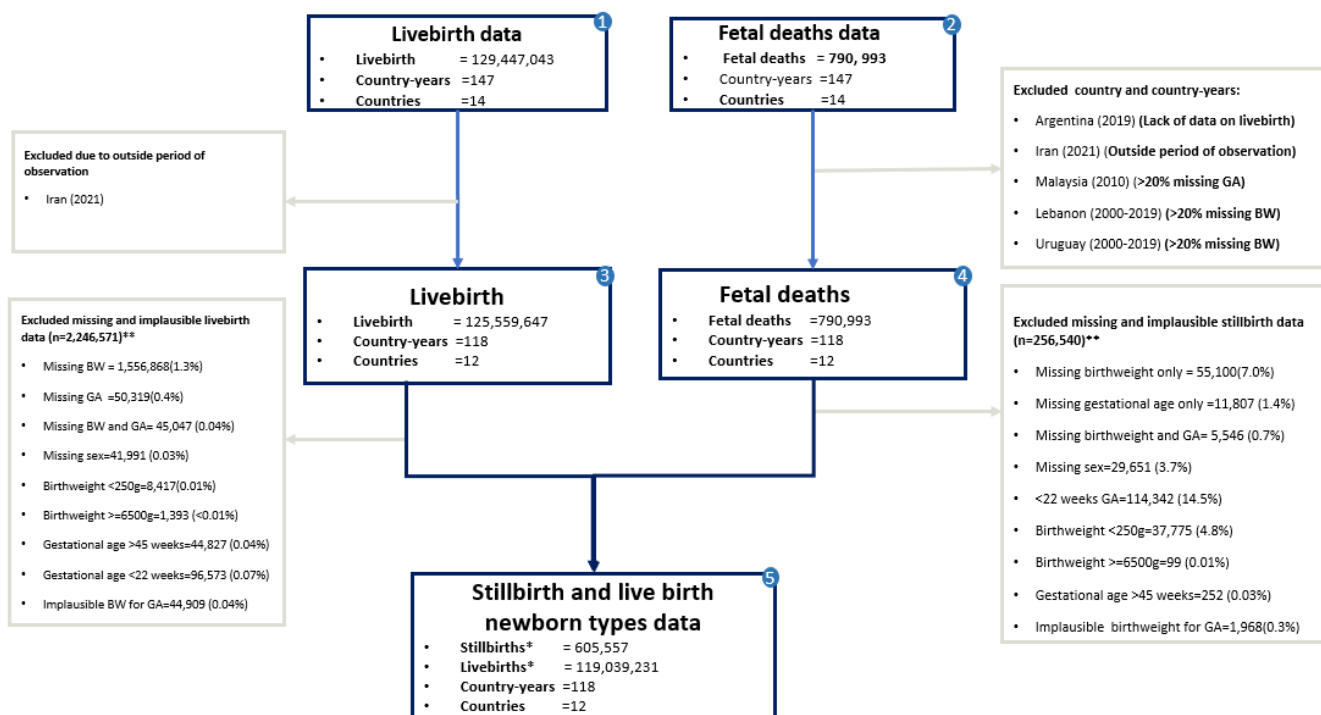 1
Livebirth data
• Livebirth = 129,447,043
• Country-years =147
• Countries =14
2
Fetal deaths data
• Fetal deaths = 790, 993
• Country-years =147
• Countries =14
Excluded due to outside period of
observation
• Iran (2021)
Excluded country and country-years:
• Argentina (2019) (Lack of data on livebirth)
• Iran (2021) (Outside period of observation)
• Malaysia (2010) (>20% missing GA)
• Lebanon (2000-2019) (>20% missing BW)
• Uruguay (2000-2019) (>20% missing BW)
3
Livebirth
• Livebirth = 125,559,647
• Country-years =118
• Countries =12
4
Fetal deaths
• Fetal deaths =790,993
• Country-years =118
• Countries =12
Excluded missing and implausible livebirth
data (n=2,246,571)**
• Missing BW = 1,556,868(1.3%)
• Missing GA =50,319(0.4%)
• Missing BW and GA= 45,047 (0.04%)
• Missing sex=41,991 (0.03%)
• Birthweight <250g=8,417(0.01%)
• Birthweight >=6500g=1,393 (<0.01%)
• Gestational age >45 weeks=44,827 (0.04%)
• Gestational age <22 weeks=96,573 (0.07%)
• Implausible BW for GA=44,909 (0.04%)
Excluded missing and implausible stillbirth data
(n=256,540)**
• Missing birthweight only = 55,100(7.0%)
• Missing gestational age only =11,807 (1.4%)
• Missing birthweight and GA= 5,546 (0.7%)
• Missing sex=29,651 (3.7%)
• <22 weeks GA=114,342 (14.5%)
• Birthweight <250g=37,775 (4.8%)
• Birthweight >=6500g=99 (0.01%)
• Gestational age >45 weeks=252 (0.03%)
• Implausible birthweight for GA=1,968(0.3%)
5
Stillbirth and live birth
newborn types data
• Stillbirths* = 605,557
• Livebirths* = 119,039,231
• Country-years =118
• Countries =12